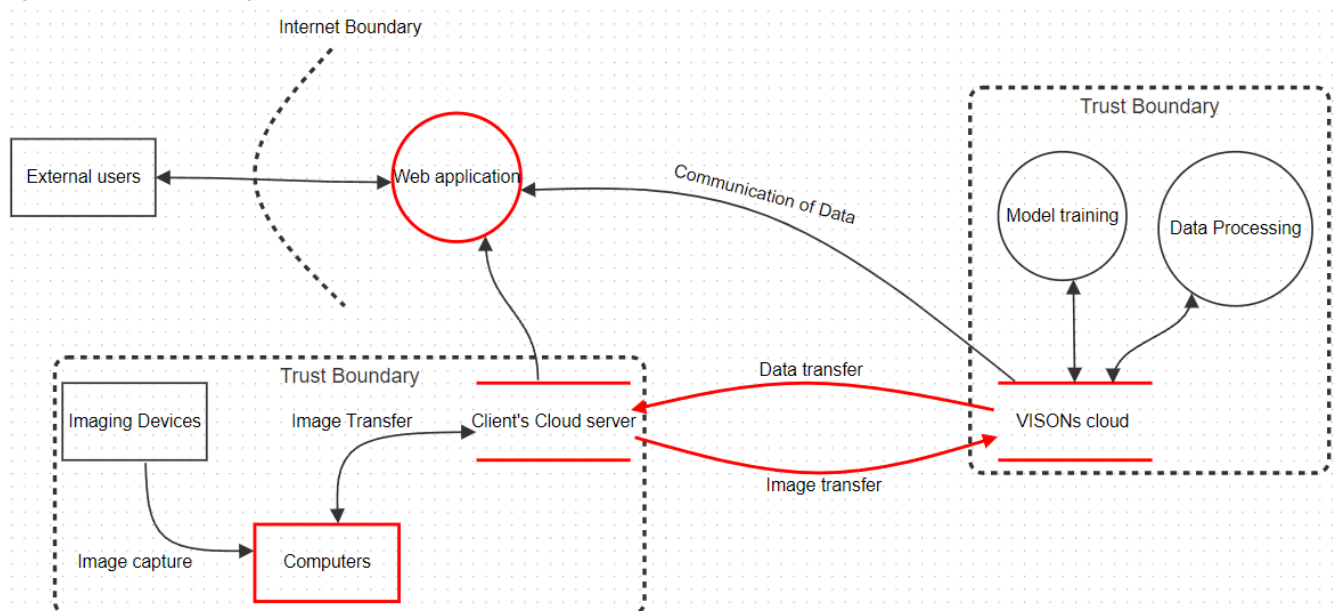 Internet Boundary
Trust Boundary
External users
Web application
Communication of Data
Model training
Data Processing
Trust Boundary
Data transfer
Imaging Devices
Image Transfer
Client's Cloud server
VISONs cloud
Image transfer
Image capture
Computers